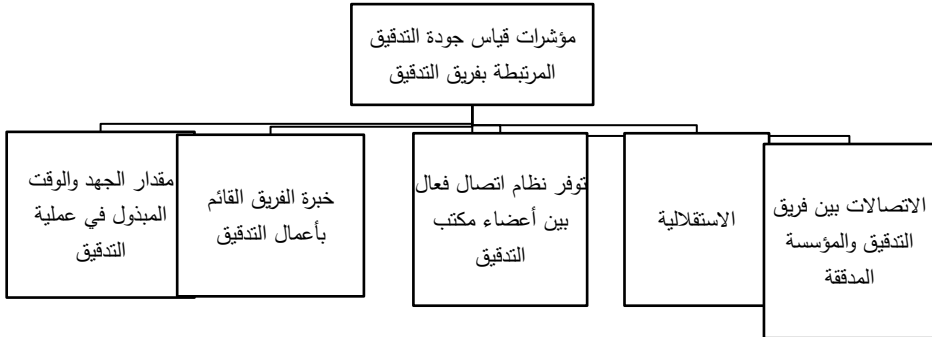 مؤشرات قياس جودة التدقيق
المرتبطة بفريق التدقيق
الاتصالات بين فريق
التدقيق والمؤسسة
المدققة
الاستقلالية
توفر نظام اتصال فعال
بين أعضاء مكتب
التدقيق
خبرة الفريق القائم
بأعمال التدقيق
مقدار الجهد والوقت
المبذول في عملية
التدقيق